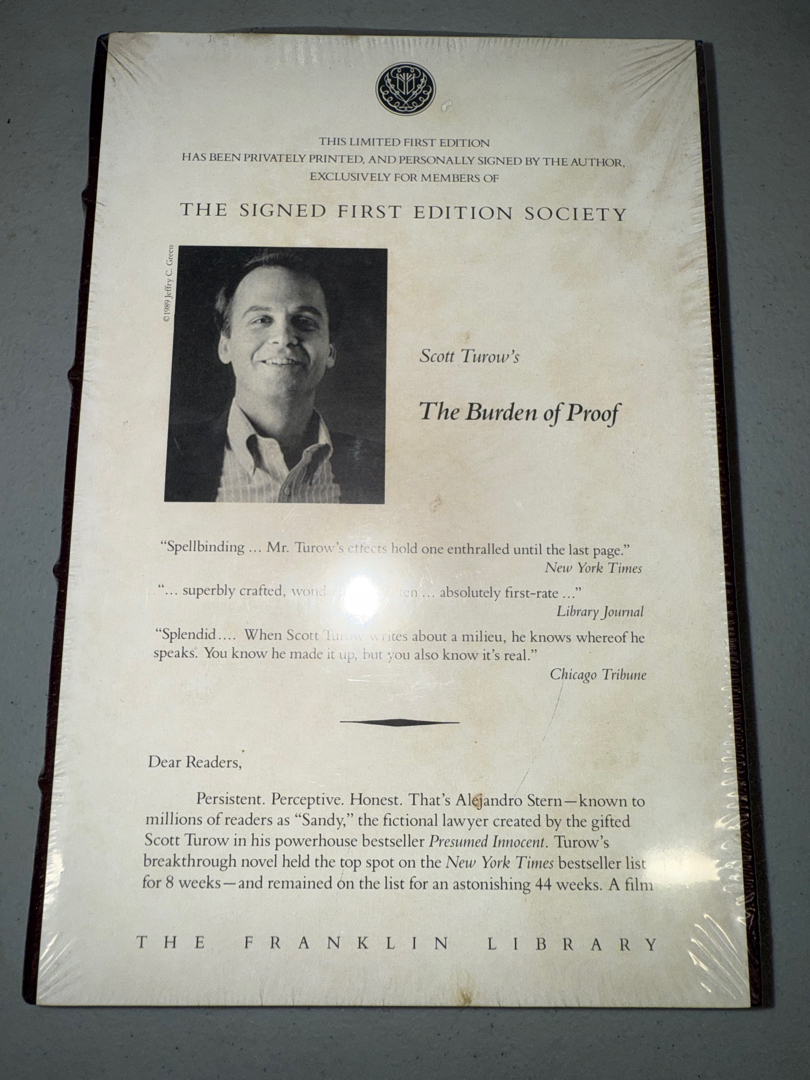 THIS LIMITED FIRST EDITION
HAS BEEN PRIVATELY PRINTED, AND PERSONALLY SIGNED BY THE AUTHOR,
EXCLUSIVELY FOR MEMBERS OF
THE SIGNED FIRST EDITION SOCIETY
©1989 Jeffry C. Green
Scott Turow's
The Burden of Proof
“Spellbinding ... Mr. Turow's effects hold one enthralled until the last page.”
New York Times
“... superbly crafted, ... absolutely first-rate ...”
Library Journal
“Splendid.... When Scott Turow writes about a milieu, he knows whereof he
speaks. You know he made it up, but you also know it's real.”
Chicago Tribune
Dear Readers,
Persistent. Perceptive. Honest. That's Alejandro Stern—known to
millions of readers as “Sandy,” the fictional lawyer created by the gifted
Scott Turow in his powerhouse bestseller Presumed Innocent. Turow's
breakthrough novel held the top spot on the New York Times bestseller list
for 8 weeks—and remained on the list for an astonishing 44 weeks. A film
THE FRANKLIN LIBRARY